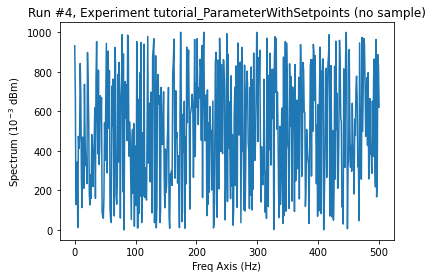 Run #4, Experiment tutorial_ParameterWithSetpoints (no sample)
1000
800
600
400
200
0
Spectrum (10⁻³ dBm)
0 100 200 300 400 500
Freq Axis (Hz)